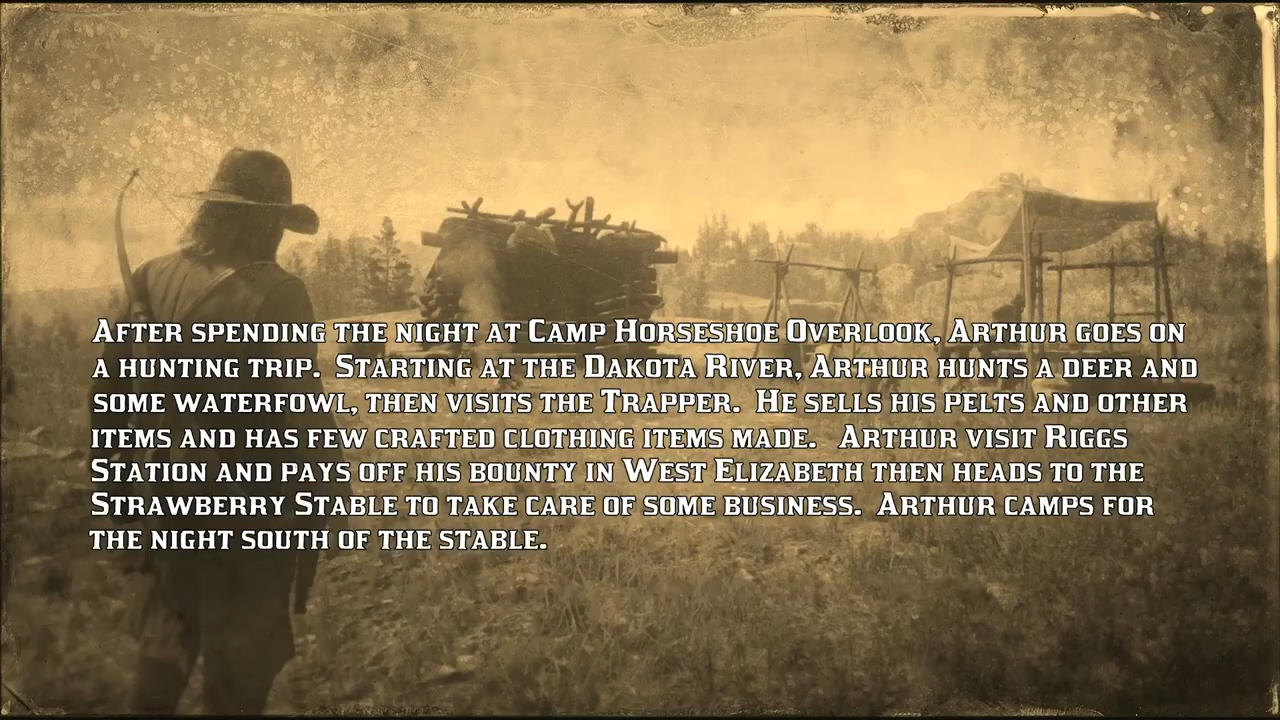 After spending the night at Camp Horseshoe Overlook, Arthur goes on
a hunting trip.  Starting at the Dakota River, Arthur hunts a deer and
some waterfowl, then visits the Trapper.  He sells his pelts and other
items and has few crafted clothing items made.   Arthur visit Riggs
Station and pays off his bounty in West Elizabeth then heads to the
Strawberry Stable to take care of some business.  Arthur camps for
the night south of the stable.